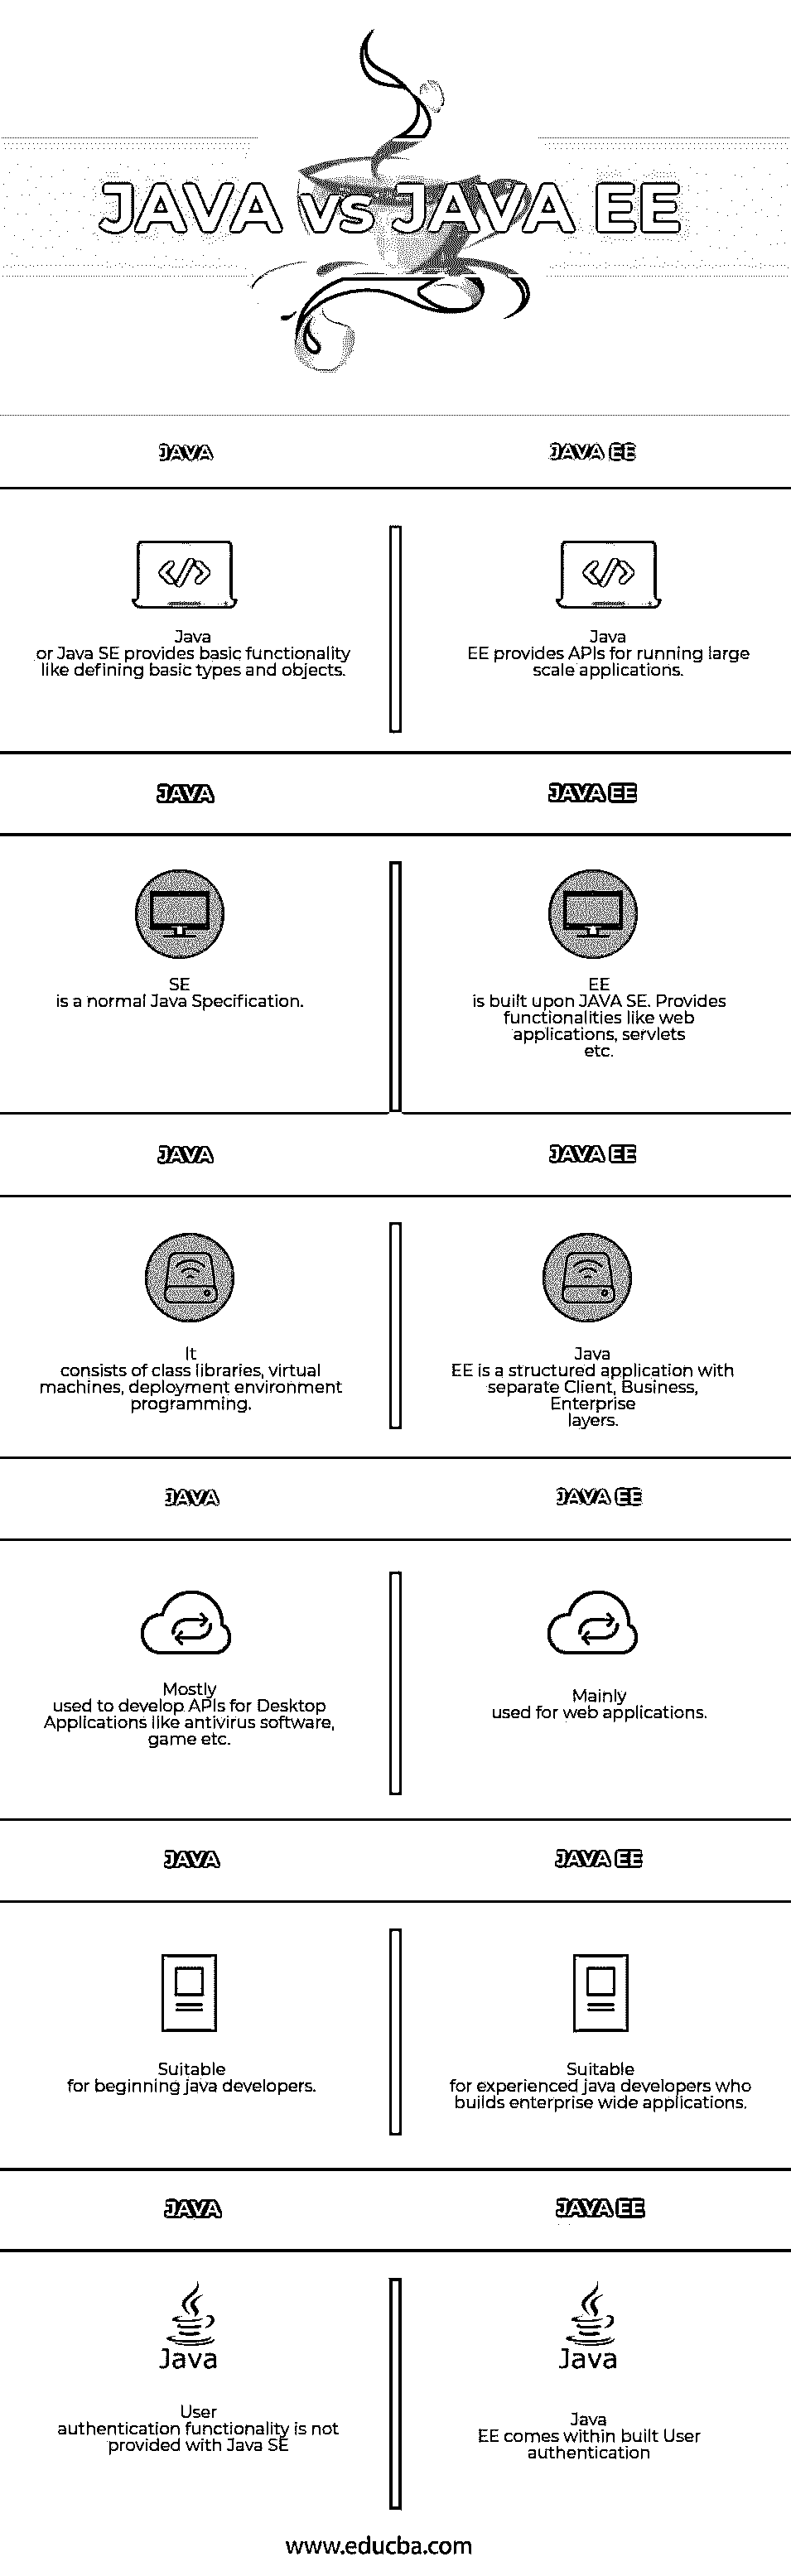 JAVA vs JAVA EE
JAVA
JAVA EE
Java
or Java SE provides basic functionality
like defining basic types and objects.
Java
EE provides APIs for running large
scale applications.
JAVA
JAVA EE
SE
is a normal Java Specification.
EE
is built upon JAVA SE. Provides
functionalities like web
applications, servlets
etc.
JAVA
JAVA EE
It
consists of class libraries, virtual
machines, deployment environment
programming.
Java
EE is a structured application with
separate Client, Business,
Enterprise
layers.
JAVA
JAVA EE
Mostly
used to develop APIs for Desktop
Applications like antivirus software,
game etc.
Mainly
used for web applications.
JAVA
JAVA EE
Suitable
for beginning java developers.
Suitable
for experienced java developers who
builds enterprise wide applications.
JAVA
JAVA EE
Java
User
authentication functionality is not
provided with Java SE
Java
Java
EE comes within built User
authentication
www.educba.com